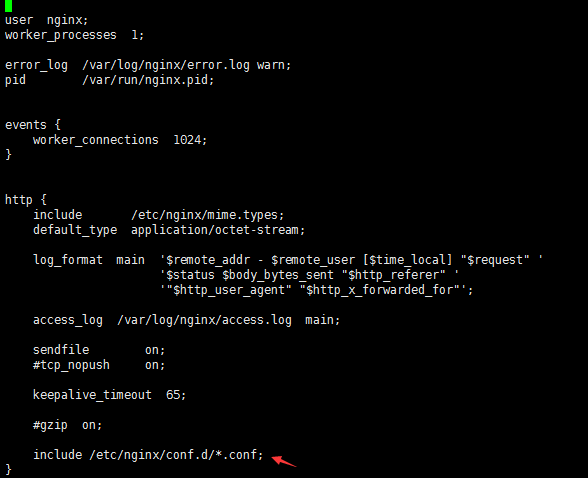 user  nginx;
worker_processes  1;
error_log  /var/log/nginx/error.log warn;
pid        /var/run/nginx.pid;
events {
    worker_connections  1024;
}
http {
    include       /etc/nginx/mime.types;
    default_type  application/octet-stream;
    log_format  main  '$remote_addr - $remote_user [$time_local] "$request" '
                      '$status $body_bytes_sent "$http_referer" '
                      '"$http_user_agent" "$http_x_forwarded_for"';
    access_log  /var/log/nginx/access.log  main;
    sendfile        on;
    #tcp_nopush     on;
    keepalive_timeout  65;
    #gzip  on;
    include /etc/nginx/conf.d/*.conf;
}